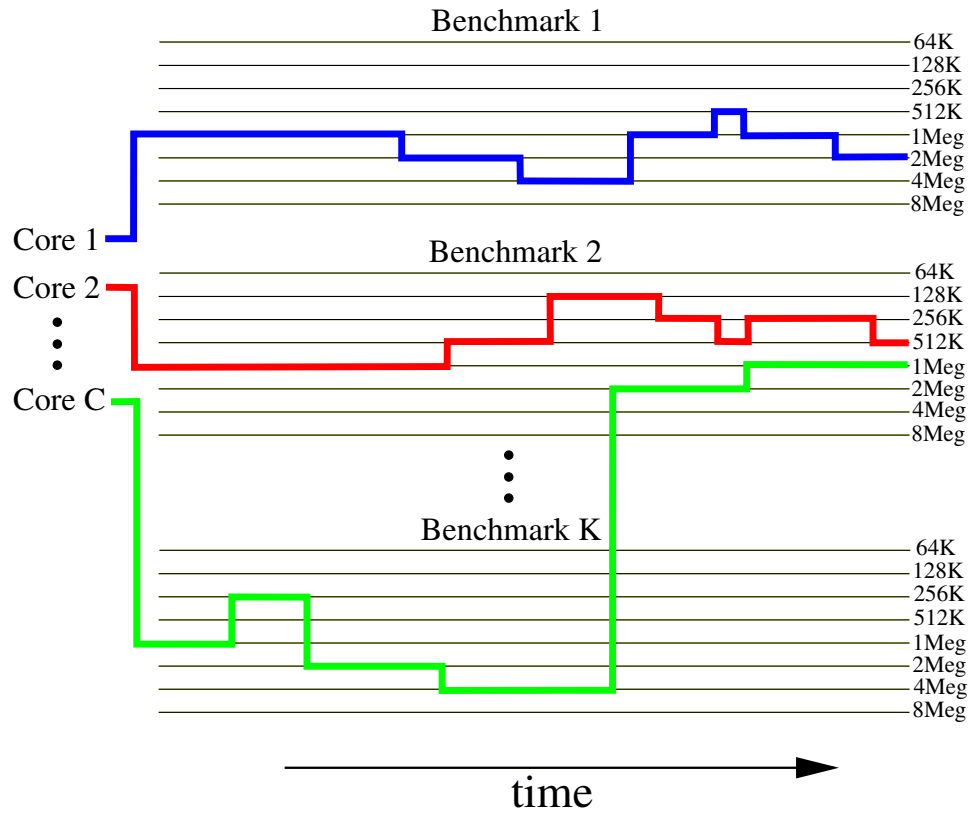 Benchmark 1
64K
128K
256K
512K
1Meg
2Meg
4Meg
8Meg
Core 1
Benchmark 2
64K
Core 2
128K
256K
512K
1Meg
2Meg
Core C
4Meg
8Meg
Benchmark K
64K
128K
256K
512K
1Meg
2Meg
4Meg
8Meg
time